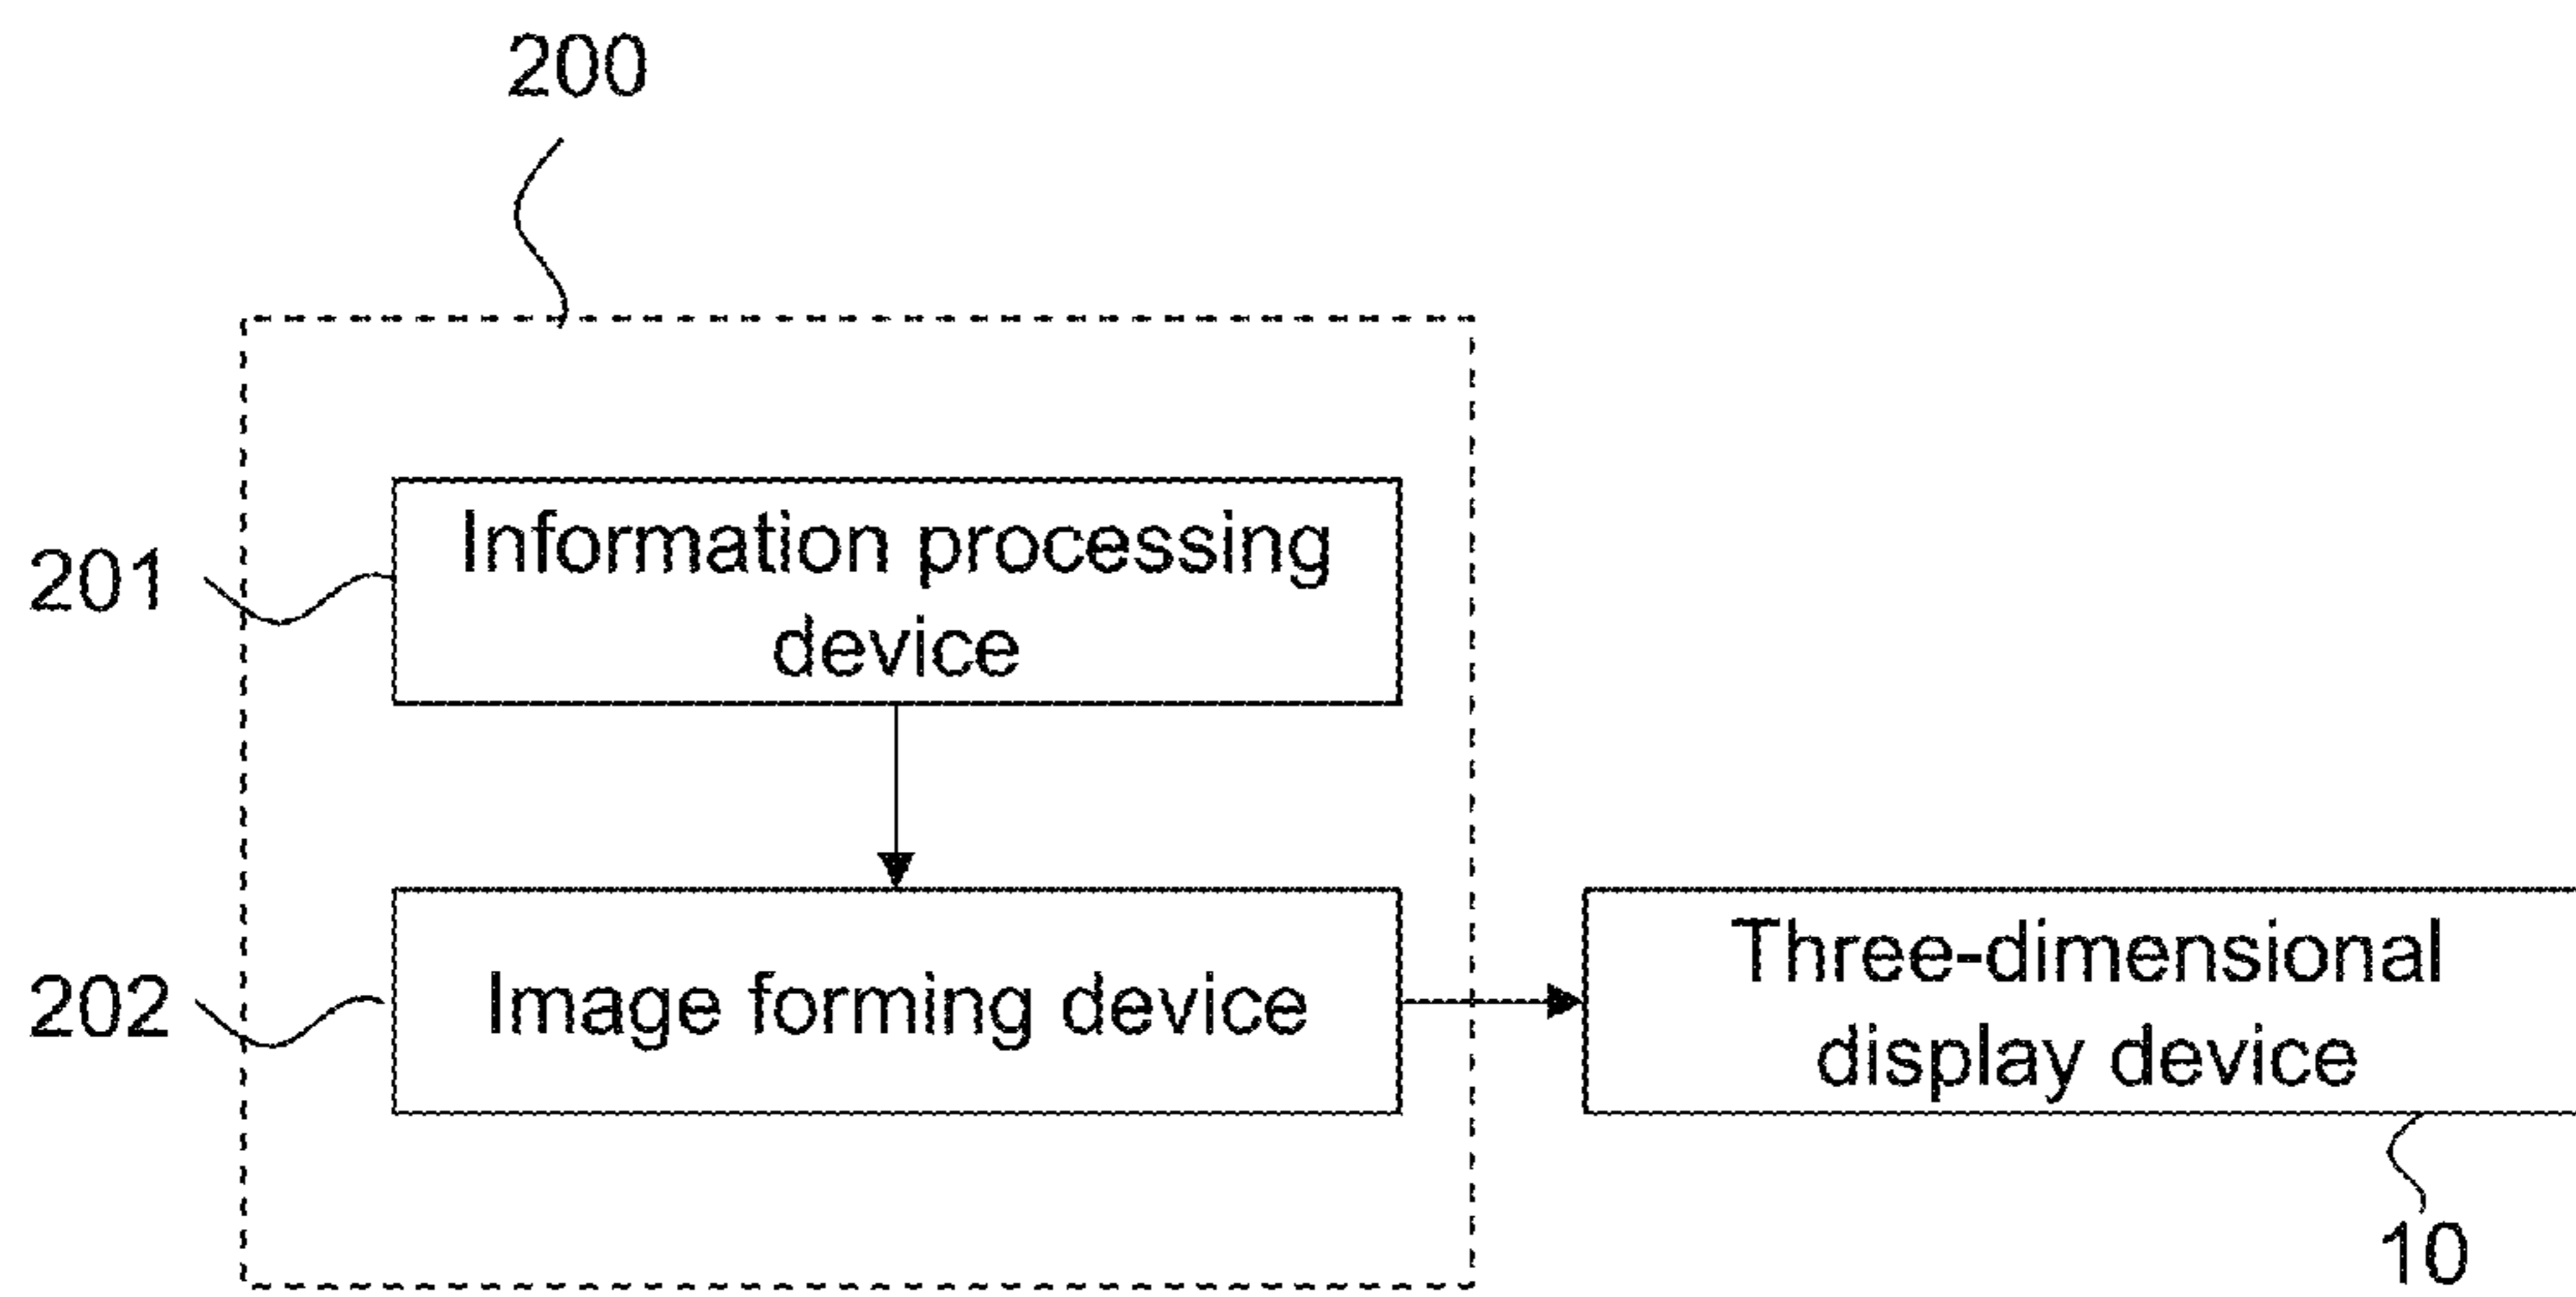 200
201
Information processing
device
202
Image forming device
Three-dimensional
display device
10